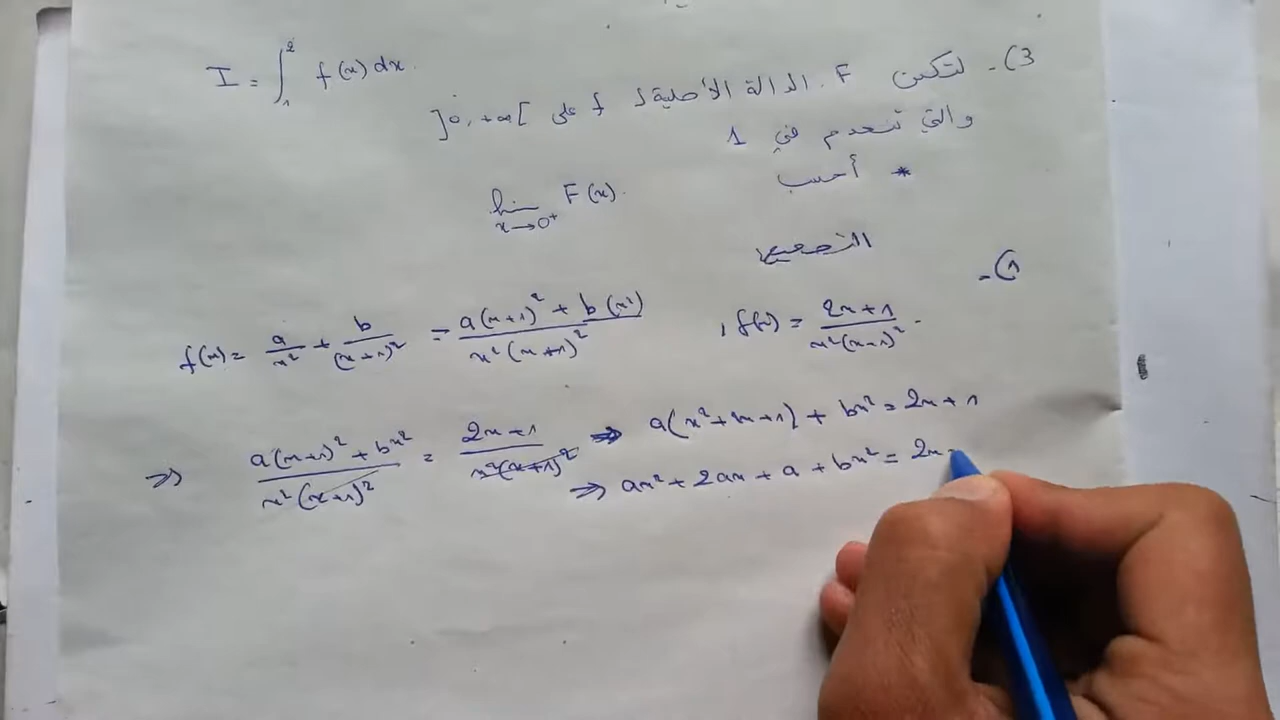 I = ∫₁² f(x) dx
3) - لتكن F الدالة الأصلية ل f على ]0, +∞[
والتي تنعدم في 1
* أحسب
lim x→0⁺ F(x).
التصحيح
1) -
f(x) = (2x+1)/(x²(x+1)²) .
f(x) = a/x² + b/(x+1)² = (a(x+1)² + b(x²))/(x²(x+1)²)
⇒ (a(x+1)² + bx²)/(x²(x+1)²) = (2x+1)/(x²(x+1)²) ⇒ a(x²+2x+1) + bx² = 2x+1
⇒ ax² + 2ax + a + bx² = 2x